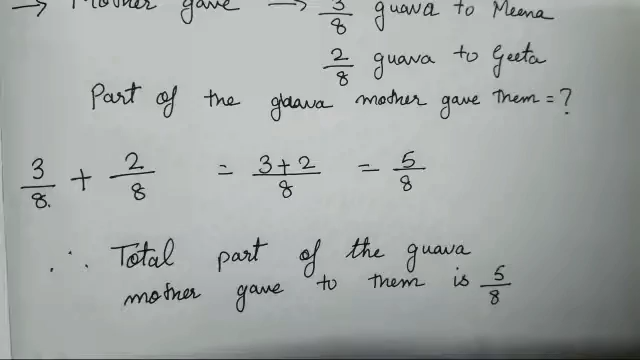 → Mother gave → 3/8 guava to Meena
2/8 guava to Geeta
Part of the guava mother gave them = ?
3/8 + 2/8 = 3+2/8 = 5/8
∴ Total part of the guava
mother gave to them is 5/8